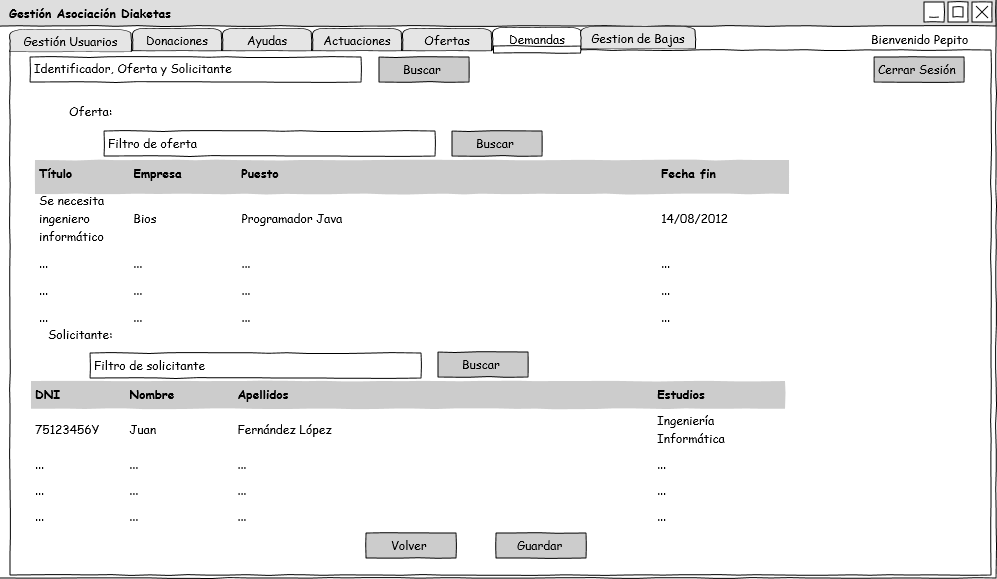 Gestión Asociación Diaketas
Gestión Usuarios Donaciones Ayudas Actuaciones Ofertas Demandas Gestion de Bajas Bienvenido Pepito
Identificador, Oferta y Solicitante Buscar Cerrar Sesión
Oferta:
Filtro de oferta Buscar
Título Empresa Puesto Fecha fin
Se necesita
ingeniero Bios Programador Java 14/08/2012
informático
... ... ... ...
... ... ... ...
... ... ... ...
Solicitante:
Filtro de solicitante Buscar
DNI Nombre Apellidos Estudios
Ingeniería
75123456Y Juan Fernández López
Informática
... ... ... ...
... ... ... ...
... ... ... ...
Volver Guardar